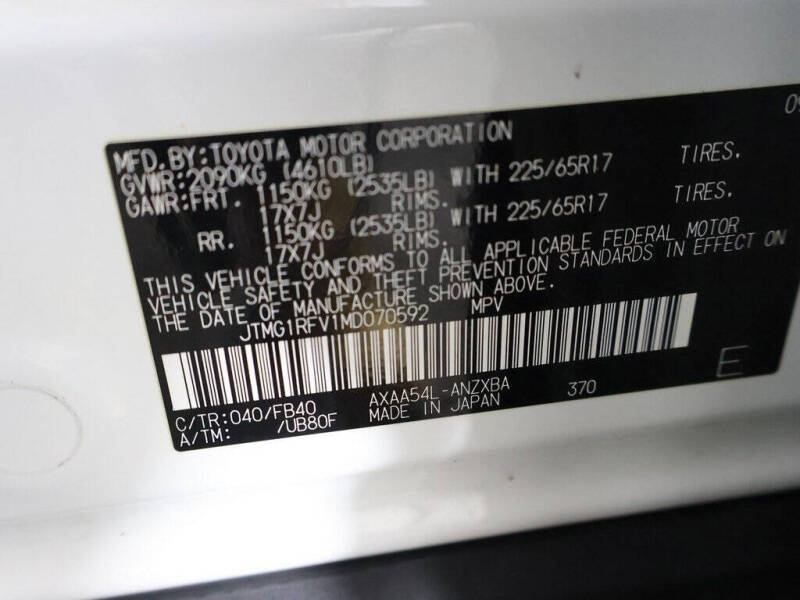 09
MFD.BY:TOYOTA MOTOR CORPORATION
GVWR:2090KG (4610LB)
GAWR:FRT. 1150KG (2535LB) WITH 225/65R17 TIRES.
17X7J RIMS.
RR. 1150KG (2535LB) WITH 225/65R17 TIRES.
17X7J RIMS.
THIS VEHICLE CONFORMS TO ALL APPLICABLE FEDERAL MOTOR
VEHICLE SAFETY AND THEFT PREVENTION STANDARDS IN EFFECT ON
THE DATE OF MANUFACTURE SHOWN ABOVE.
JTMG1RFV1MD070592 MPV
C/TR:040/FB40 AXAA54L-ANZXBA 370 E
A/TM: /UB80F MADE IN JAPAN